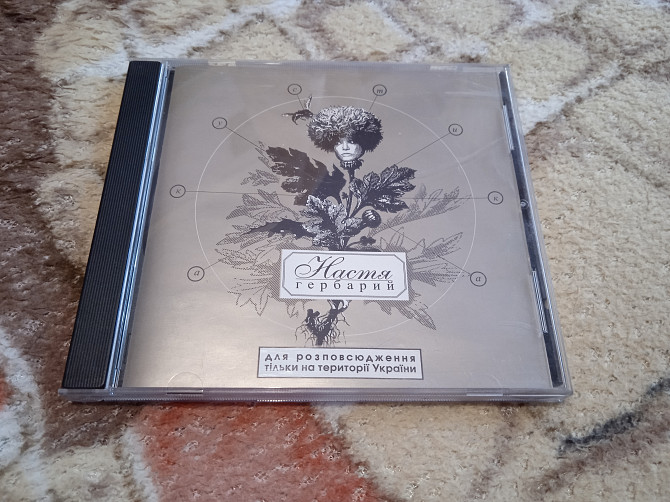 а к у с т и к а
Настя
гербарий
для розповсюдження
тільки на території України